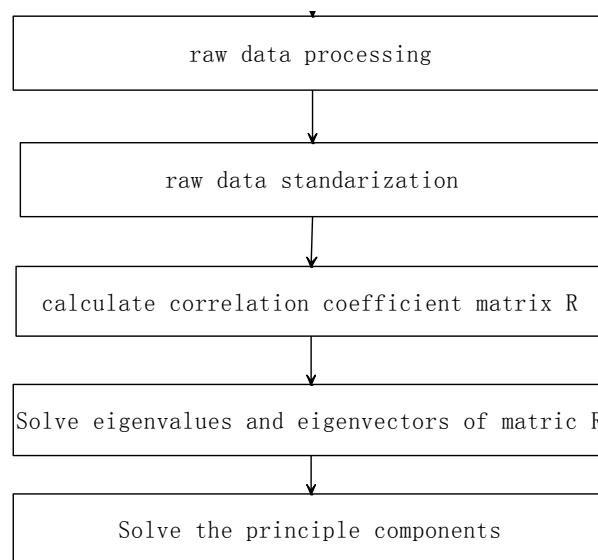 raw data processing
raw data standarization
calculate correlation coefficient matrix R
Solve eigenvalues and eigenvectors of matric R
Solve the principle components